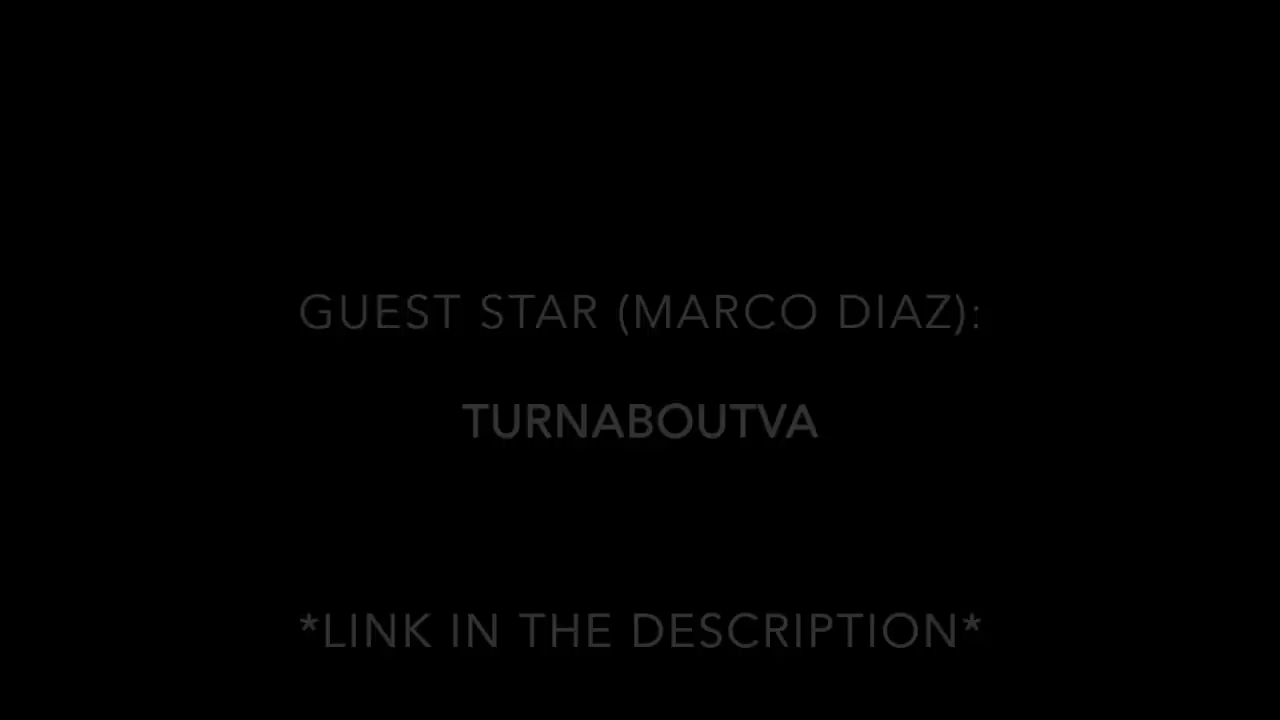 GUEST STAR (MARCO DIAZ):
TURNABOUTVA
*LINK IN THE DESCRIPTION*